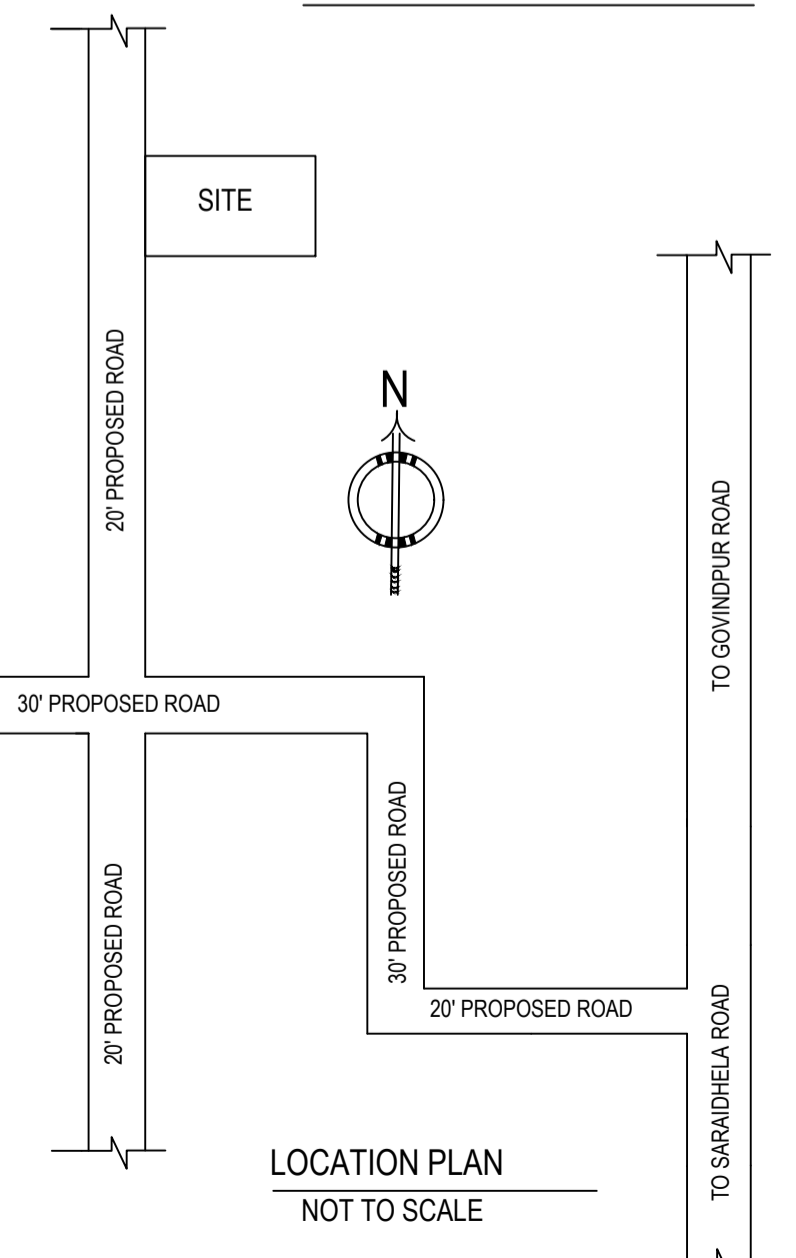 SITE
20' PROPOSED ROAD
N
TO GOVINDPUR ROAD
30' PROPOSED ROAD
30' PROPOSED ROAD
20' PROPOSED ROAD
20' PROPOSED ROAD
TO SARAIDHELA ROAD
LOCATION PLAN
NOT TO SCALE